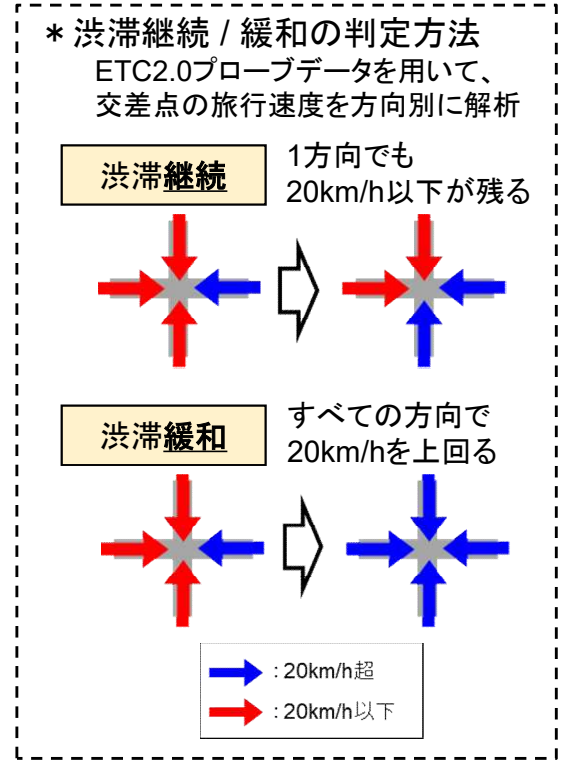 ＊渋滞継続 / 緩和の判定方法
ETC2.0プローブデータを用いて、
交差点の旅行速度を方向別に解析
渋滞継続
1方向でも
20km/h以下が残る
渋滞緩和
すべての方向で
20km/hを上回る
：20km/h超
：20km/h以下